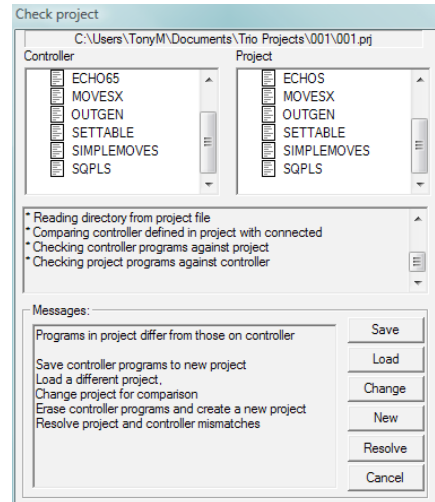 Check project
C:\Users\TonyM\Documents\Trio Projects\001\001.prj
Controller
Project
ECHO65
MOVESX
OUTGEN
SETTABLE
SIMPLEMOVES
SQPLS
ECHOS
MOVESX
OUTGEN
SETTABLE
SIMPLEMOVES
SQPLS
* Reading directory from project file
* Comparing controller defined in project with connected
* Checking controller programs against project
* Checking project programs against controller
Messages:
Programs in project differ from those on controller
Save controller programs to new project
Load a different project,
Change project for comparison
Erase controller programs and create a new project
Resolve project and controller mismatches
Save
Load
Change
New
Resolve
Cancel